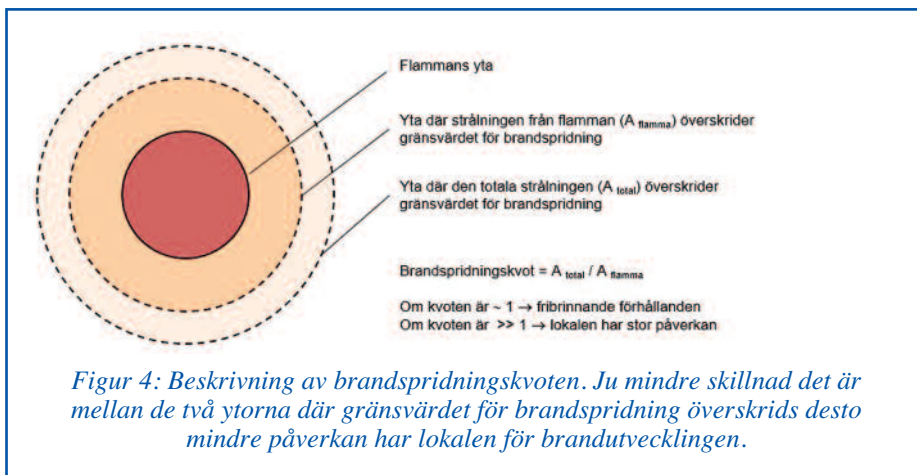 Flammans yta
Yta där strålningen från flamman (A flamma) överskrider
gränsvärdet för brandspridning
Yta där den totala strålningen (A total) överskrider
gränsvärdet för brandspridning
Brandspridningskvot = A total / A flamma
Om kvoten är ~ 1 → fribrinnande förhållanden
Om kvoten är >> 1 → lokalen har stor påverkan
Figur 4: Beskrivning av brandspridningskvoten. Ju mindre skillnad det är
mellan de två ytorna där gränsvärdet för brandspridning överskrids desto
mindre påverkan har lokalen för brandutvecklingen.